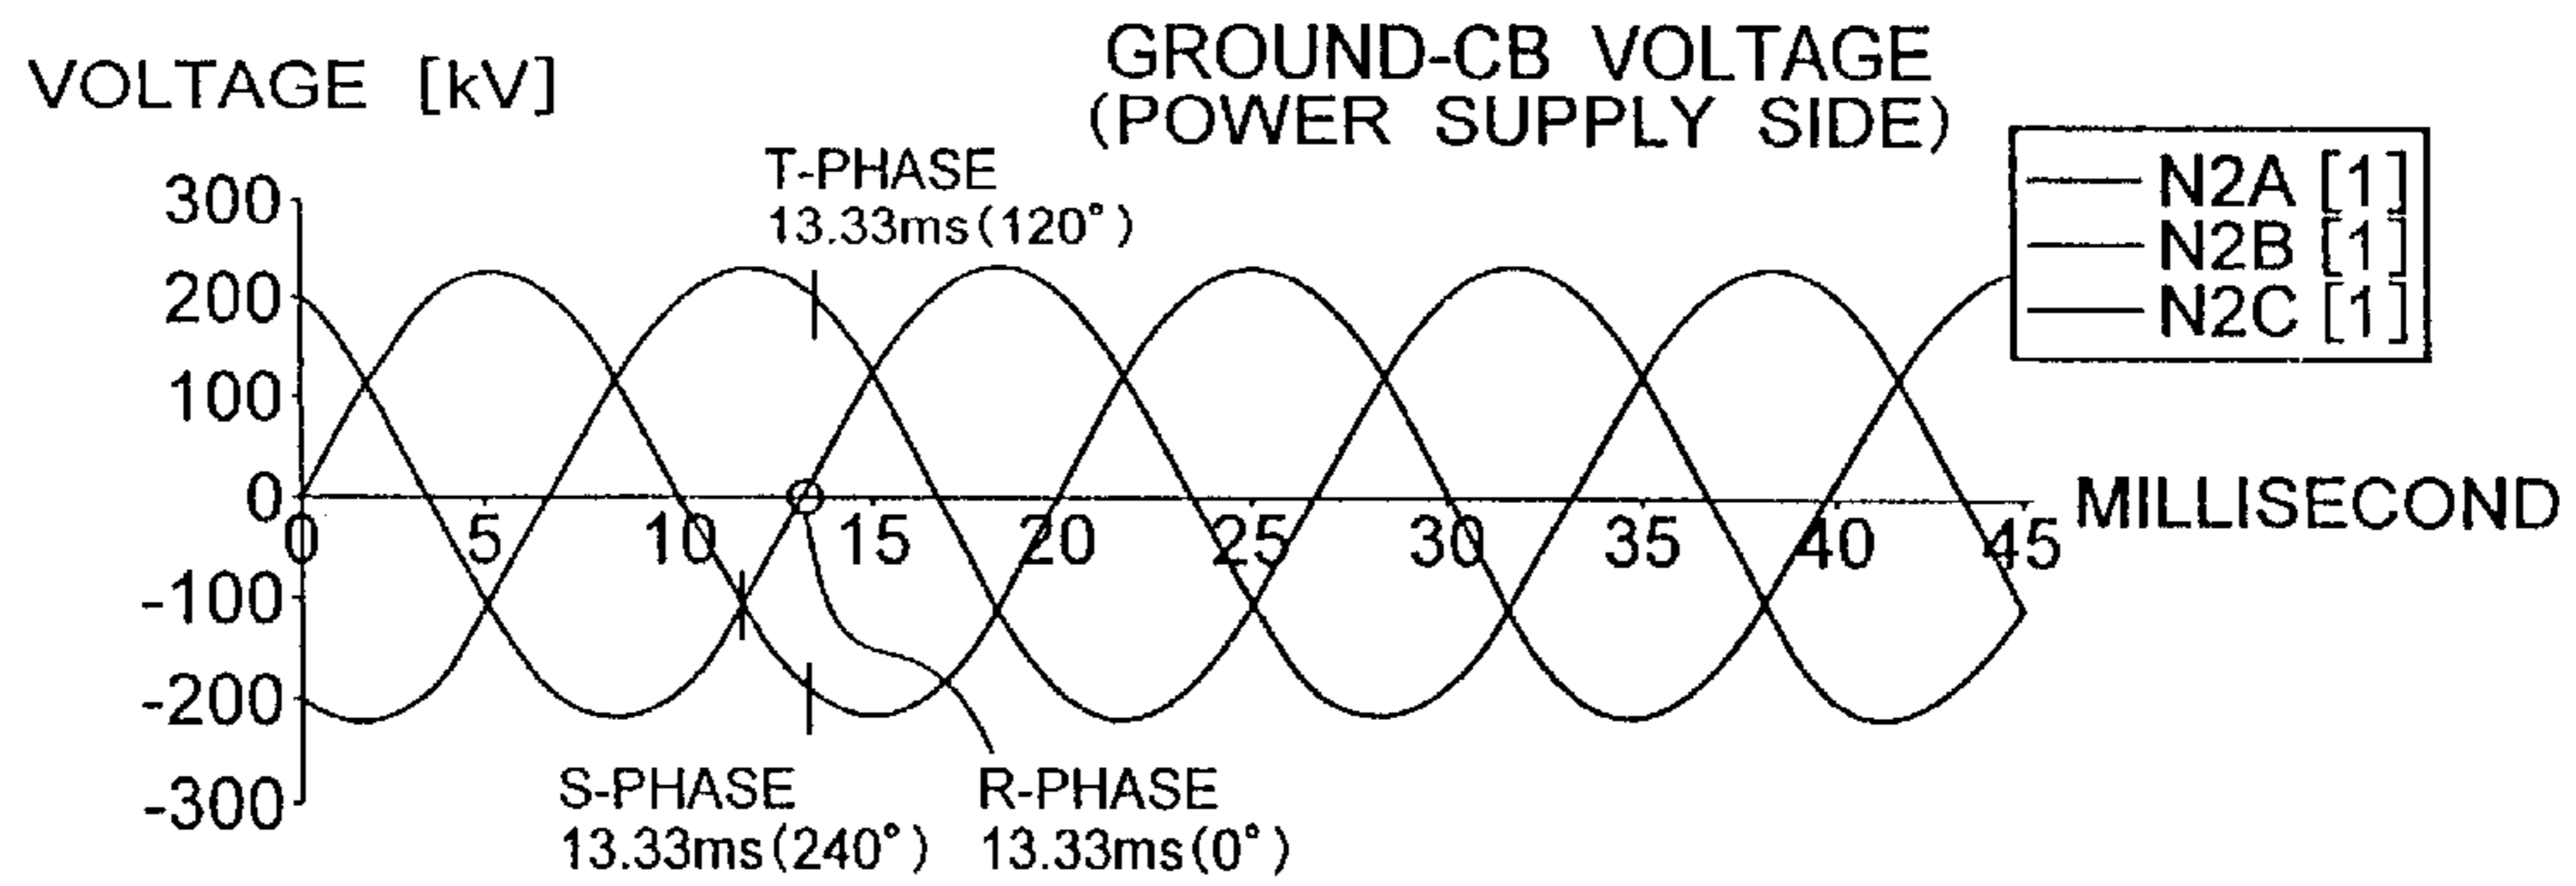 GROUND-CB VOLTAGE
(POWER SUPPLY SIDE)
VOLTAGE [kV]
T-PHASE
13.33ms(120°)
N2A [1]
N2B [1]
N2C [1]
300
200
100
0
-100
-200
-300
0 5 10 15 20 25 30 35 40 45
MILLISECOND
S-PHASE
13.33ms(240°)
R-PHASE
13.33ms(0°)